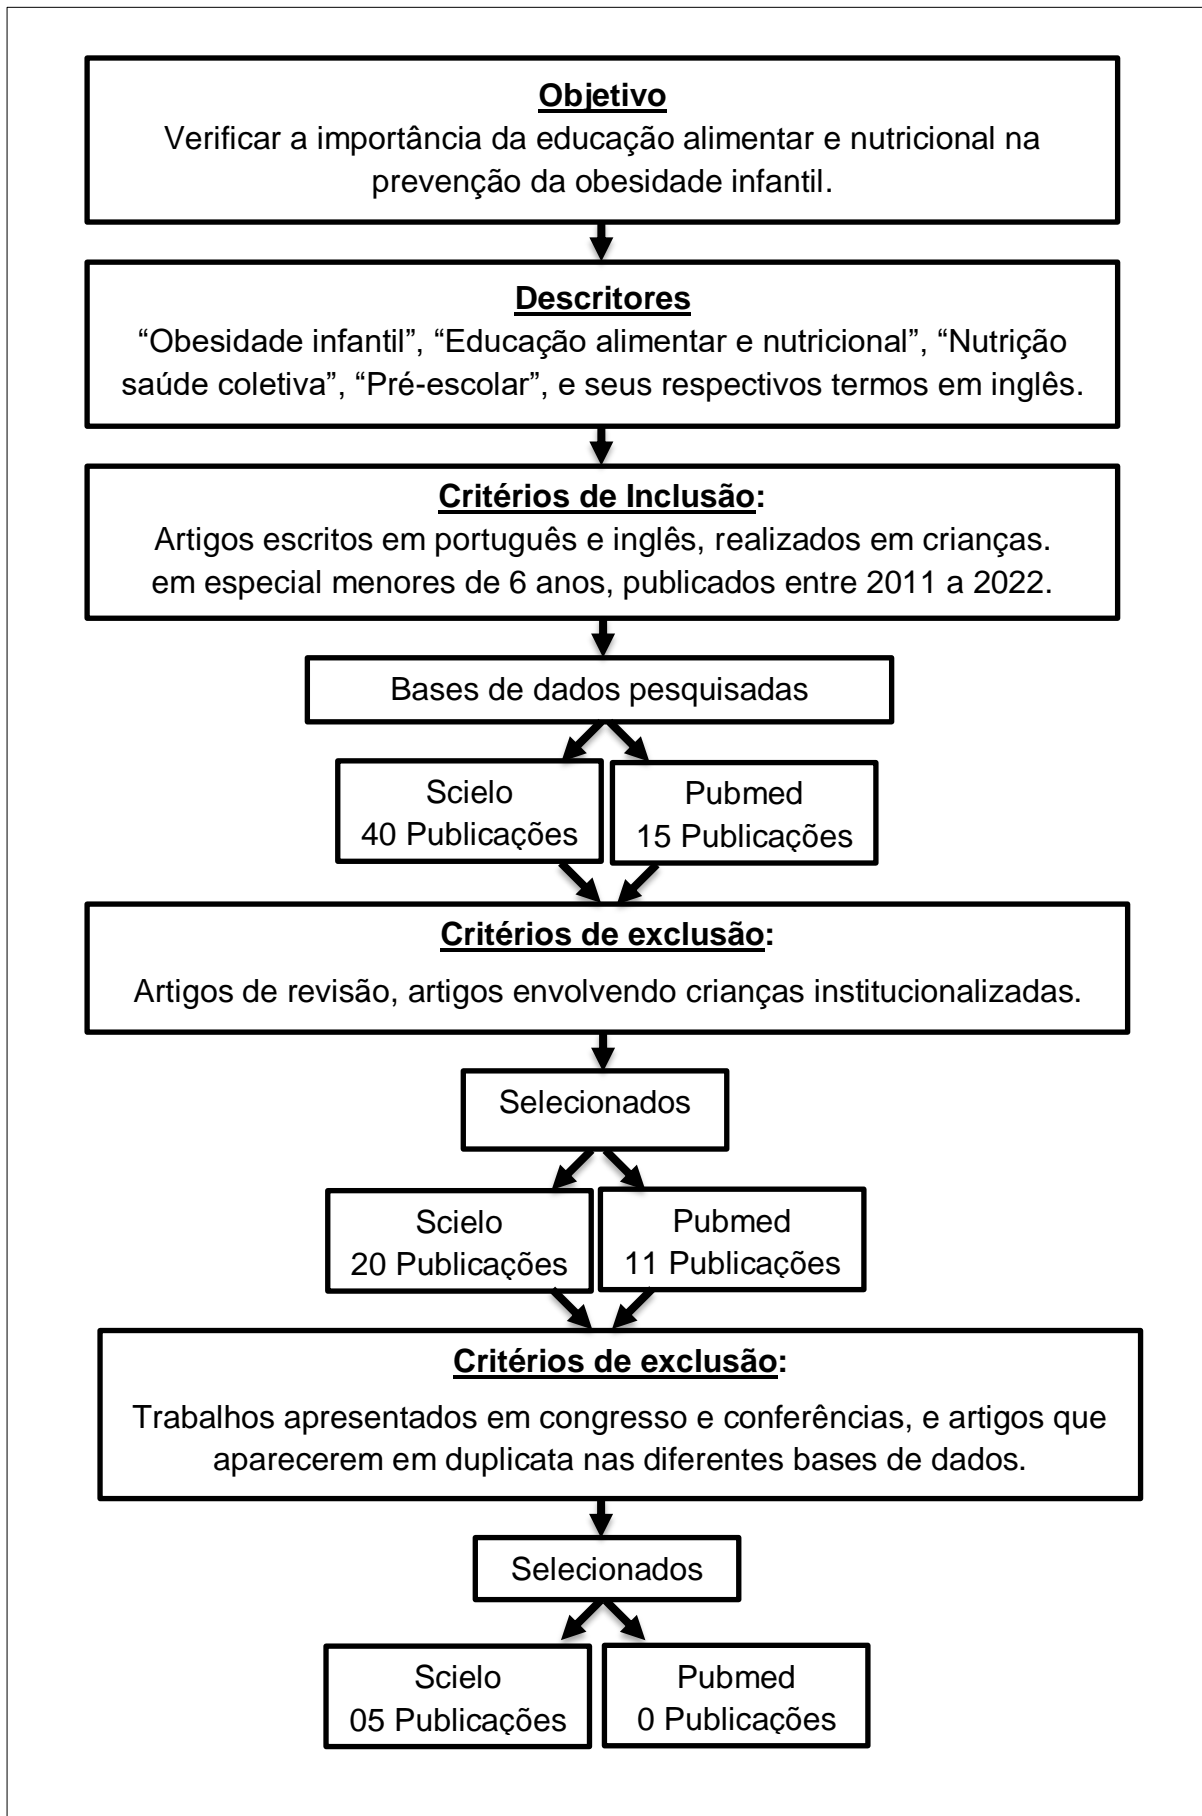 Objetivo
Verificar a importância da educação alimentar e nutricional na
prevenção da obesidade infantil.
Descritores
“Obesidade infantil”, “Educação alimentar e nutricional”, “Nutrição
saúde coletiva”, “Pré-escolar”, e seus respectivos termos em inglês.
Critérios de Inclusão:
Artigos escritos em português e inglês, realizados em crianças.
em especial menores de 6 anos, publicados entre 2011 a 2022.
Bases de dados pesquisadas
Scielo
40 Publicações
Pubmed
15 Publicações
Critérios de exclusão:
Artigos de revisão, artigos envolvendo crianças institucionalizadas.
Selecionados
Scielo
20 Publicações
Pubmed
11 Publicações
Critérios de exclusão:
Trabalhos apresentados em congresso e conferências, e artigos que
aparecerem em duplicata nas diferentes bases de dados.
Selecionados
Scielo
05 Publicações
Pubmed
0 Publicações